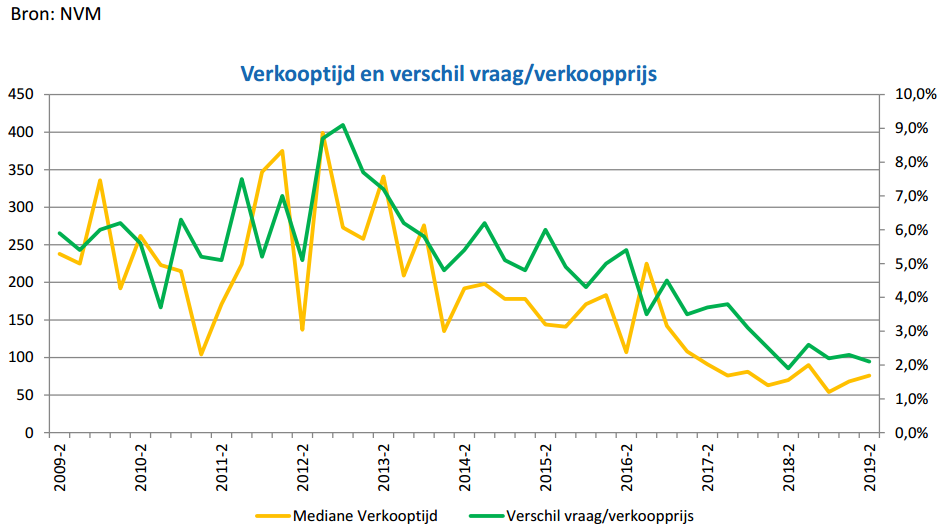 Bron: NVM
Verkooptijd en verschil vraag/verkoopprijs
450 10,0%
400 9,0%
350 8,0%
300 7,0%
250 6,0%
200 5,0%
150 4,0%
100 3,0%
50 2,0%
0 1,0%
0,0%
2009-2 2010-2 2011-2 2012-2 2013-2 2014-2 2015-2 2016-2 2017-2 2018-2 2019-2
Mediane Verkooptijd Verschil vraag/verkoopprijs